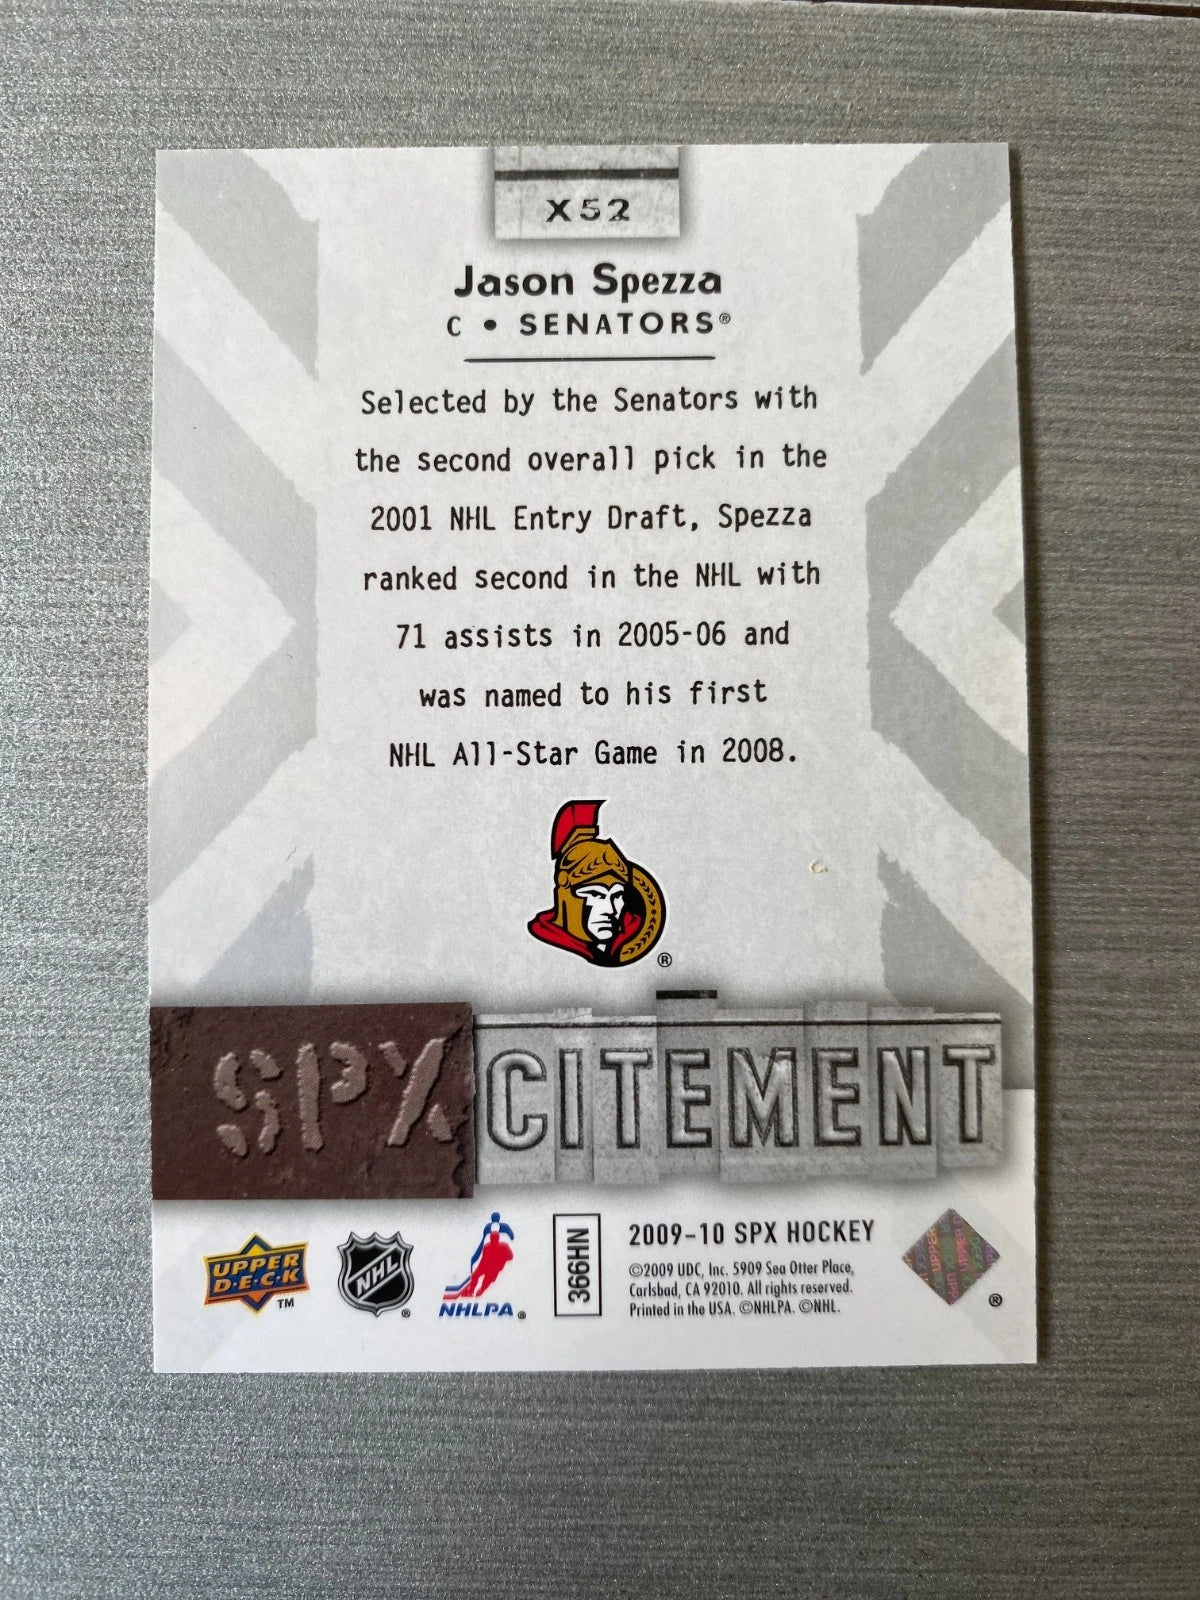 X52
Jason Spezza
C • SENATORS®
Selected by the Senators with
the second overall pick in the
2001 NHL Entry Draft, Spezza
ranked second in the NHL with
71 assists in 2005-06 and
was named to his first
NHL All-Star Game in 2008.
®
SPXCITEMENT
UPPER
D•E•C•K
TM
NHL
®
NHLPA®
366HN
2009-10 SPX HOCKEY
©2009 UDC, Inc. 5909 Sea Otter Place,
Carlsbad, CA 92010. All rights reserved.
Printed in the USA. ©NHLPA. ©NHL.
®